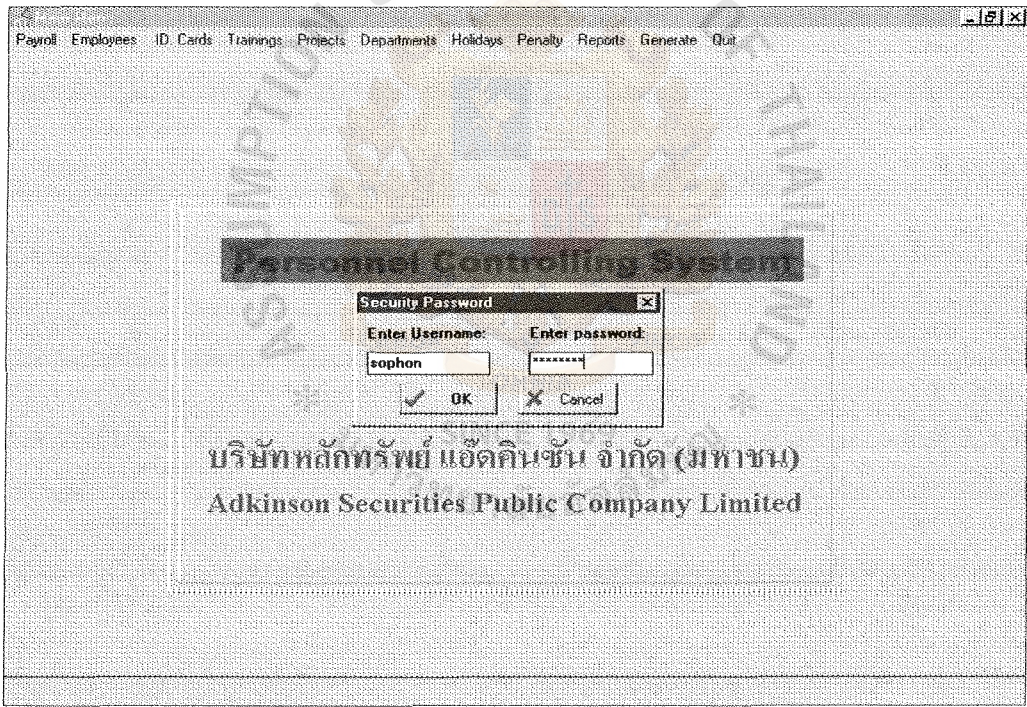 Payroll Employees ID. Cards Trainings Projects Departments Holidays Penalty Reports Generate Quit
Personnel Controlling System
Security Password
Enter Username: Enter password:
sophon ********
OK Cancel
บริษัทหลักทรัพย์ แอ๊ดคินซัน จำกัด (มหาชน)
Adkinson Securities Public Company Limited